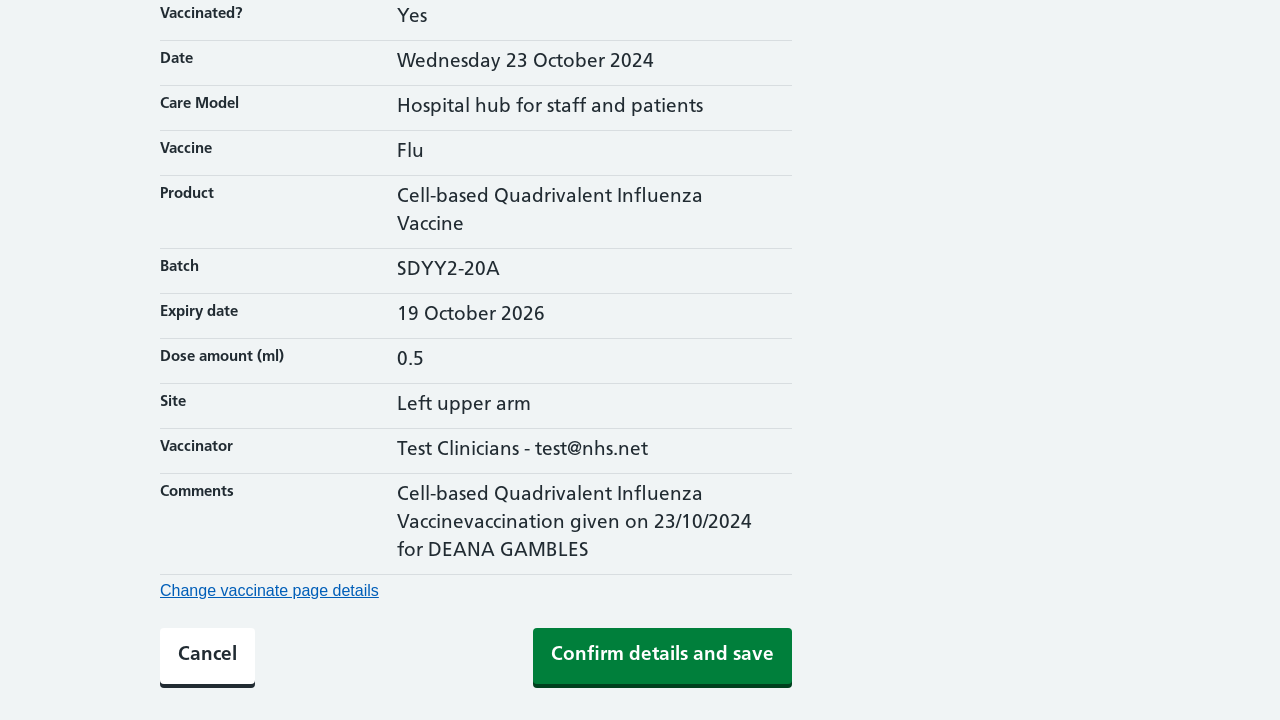 Vaccinated? Yes
Date Wednesday 23 October 2024
Care Model Hospital hub for staff and patients
Vaccine Flu
Product Cell-based Quadrivalent Influenza
Vaccine
Batch SDYY2-20A
Expiry date 19 October 2026
Dose amount (ml) 0.5
Site Left upper arm
Vaccinator Test Clinicians - test@nhs.net
Comments Cell-based Quadrivalent Influenza
Vaccinevaccination given on 23/10/2024
for DEANA GAMBLES
Change vaccinate page details
Cancel Confirm details and save